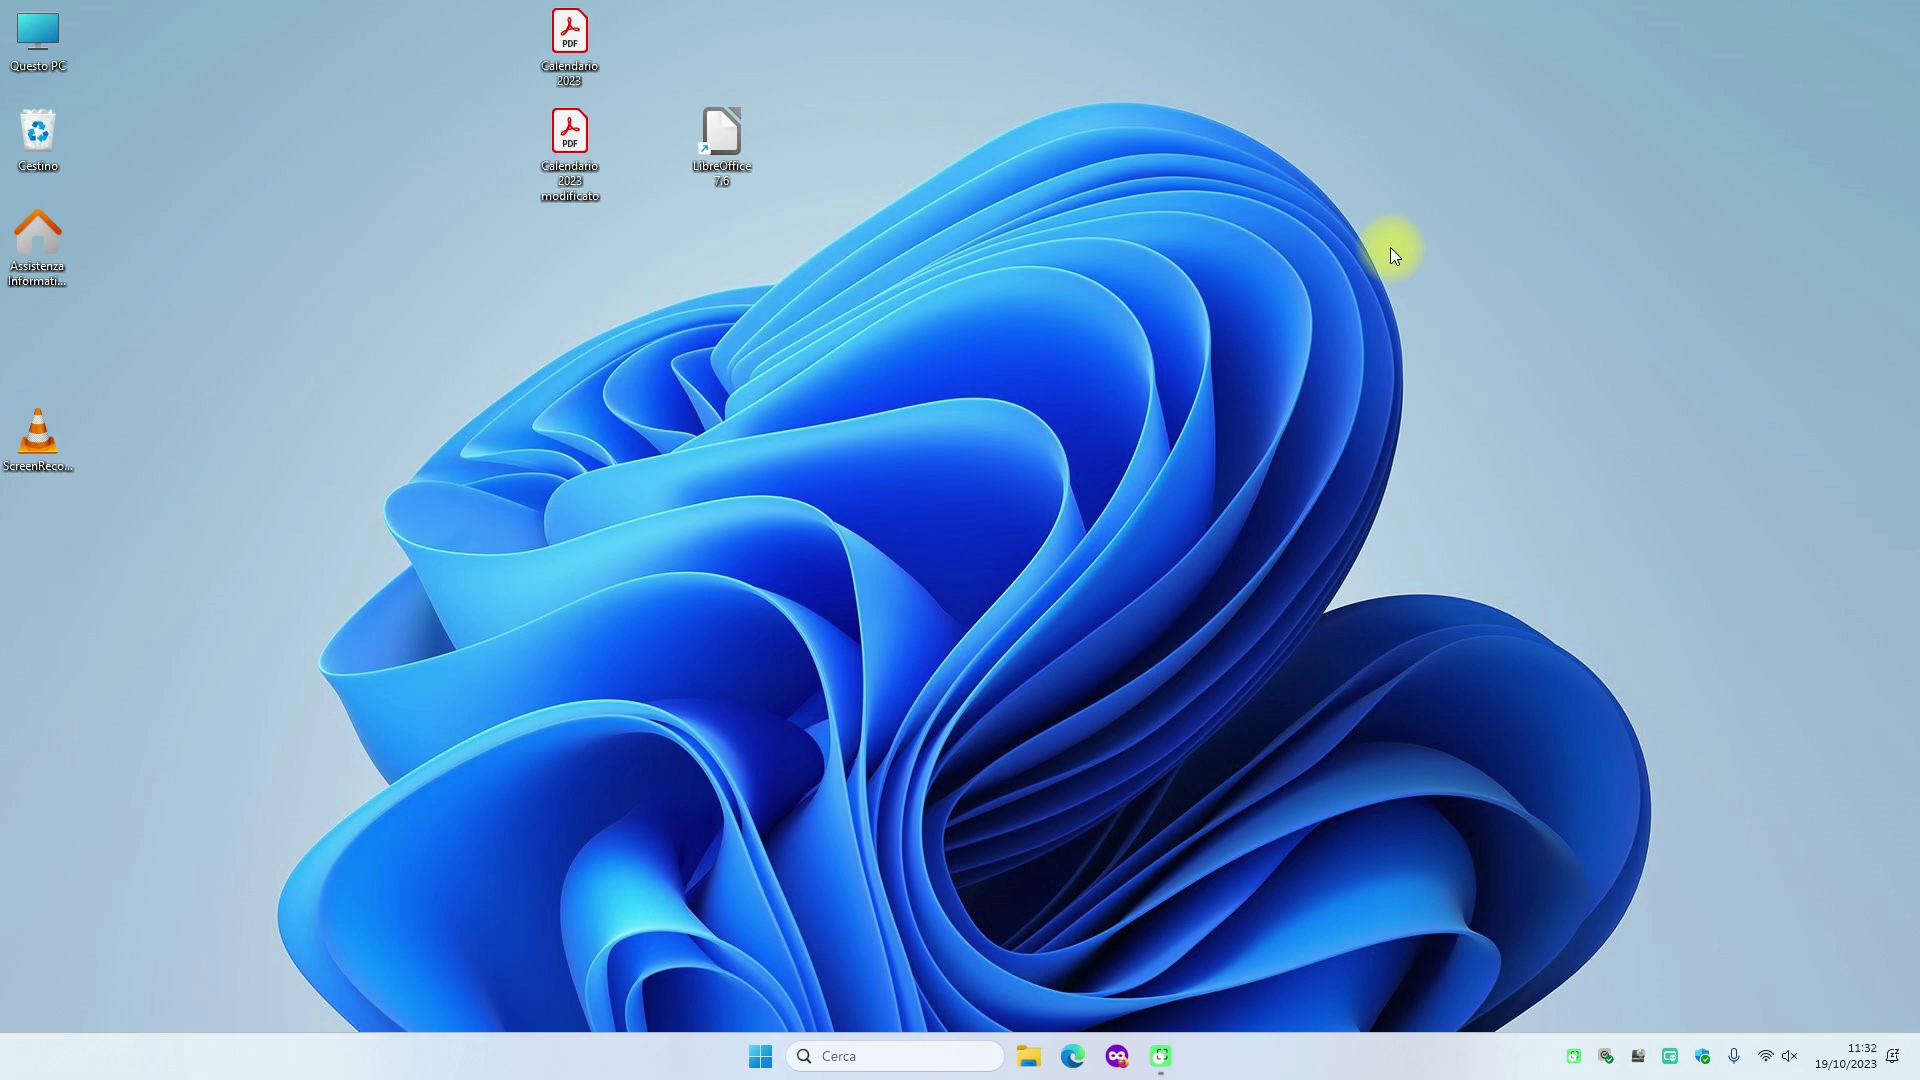 Questo PC
Cestino
Assistenza
Informati...
ScreenReco...
PDF
Calendario
2023
PDF
Calendario
2023
modificato
LibreOffice
7.6
Cerca
11:32
19/10/2023